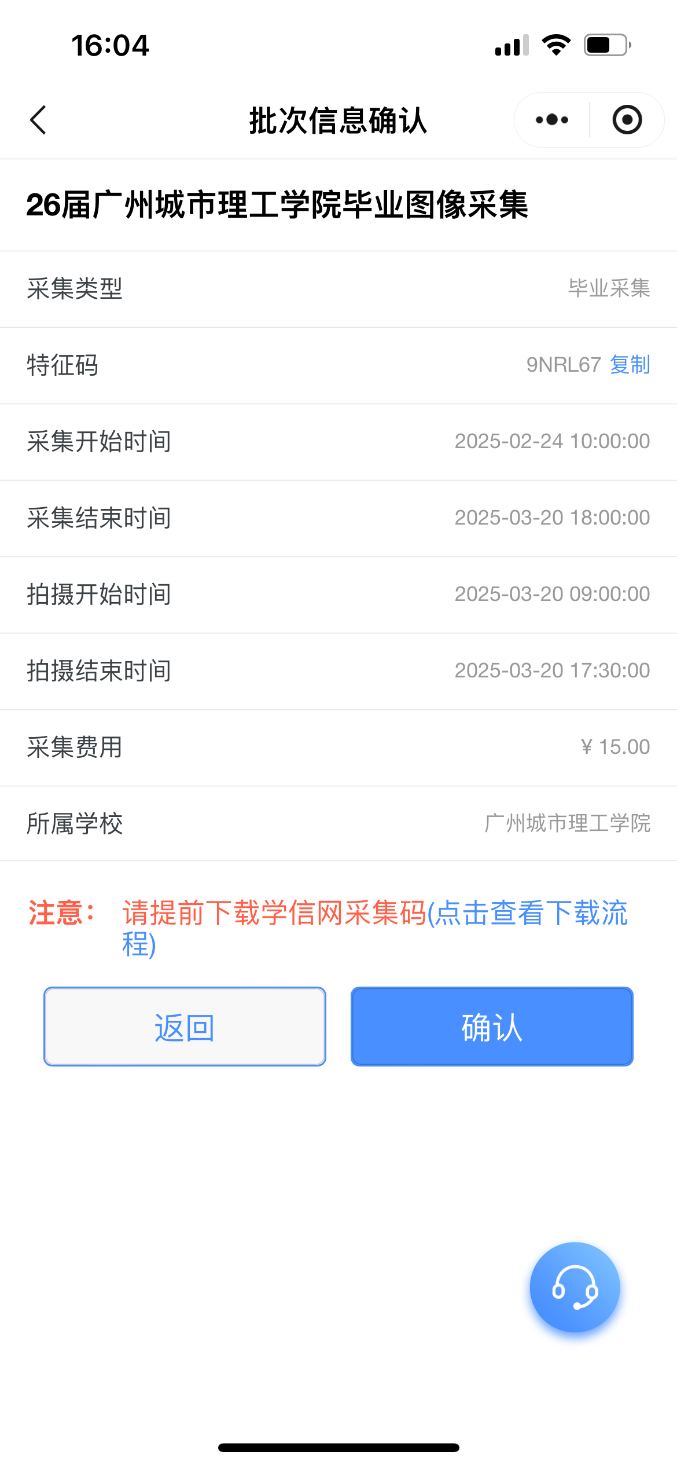 16:04
批次信息确认
26届广州城市理工学院毕业图像采集
采集类型 毕业采集
特征码 9NRL67 复制
采集开始时间 2025-02-24 10:00:00
采集结束时间 2025-03-20 18:00:00
拍摄开始时间 2025-03-20 09:00:00
拍摄结束时间 2025-03-20 17:30:00
采集费用 ¥ 15.00
所属学校 广州城市理工学院
注意： 请提前下载学信网采集码(点击查看下载流
程)
返回 确认